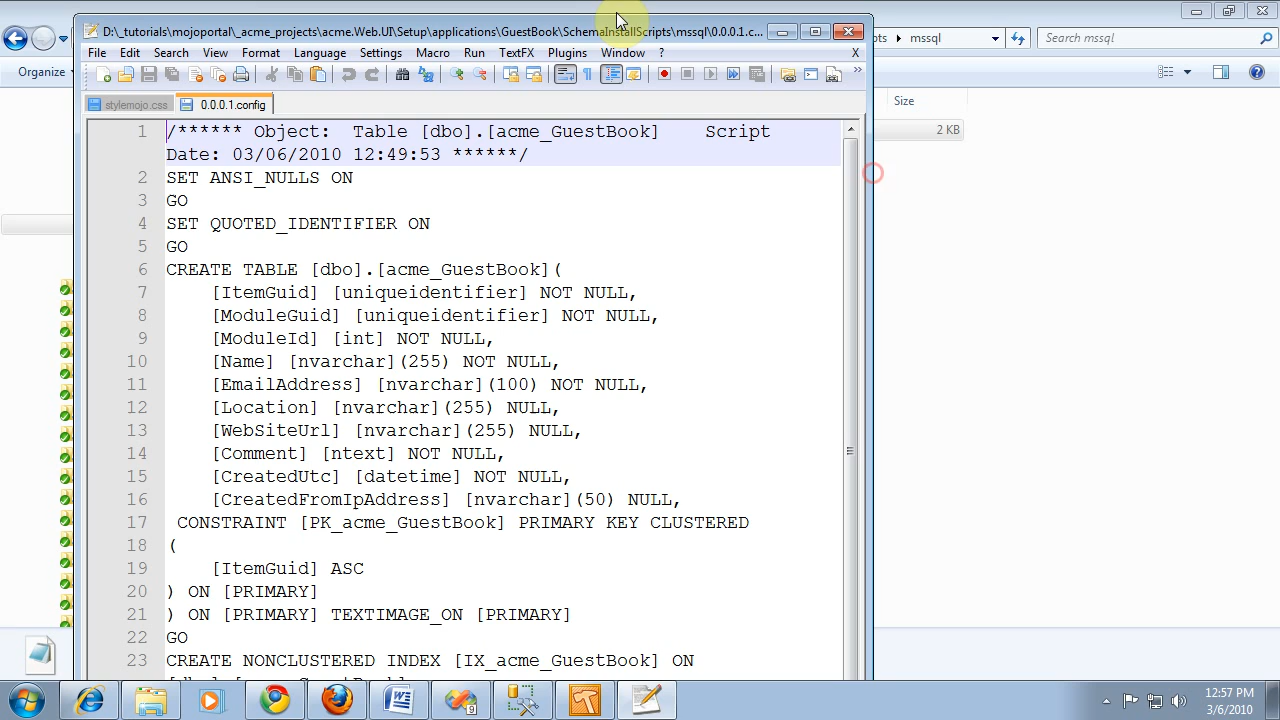 D:\_tutorials\mojoportal\_acme_projects\acme.Web.UI\Setup\applications\GuestBook\SchemaInstallScripts\mssql\0.0.0.1.c...
pts ▸ mssql
Search mssql
File Edit Search View Format Encoding Language Settings Macro Run TextFX Plugins Window ? X
Organize
Size
stylemojo.css 0.0.0.1.config
2 KB
1 /****** Object:  Table [dbo].[acme_GuestBook]    Script
Date: 03/06/2010 12:49:53 ******/
2 SET ANSI_NULLS ON
3 GO
4 SET QUOTED_IDENTIFIER ON
5 GO
6 CREATE TABLE [dbo].[acme_GuestBook](
7 [ItemGuid] [uniqueidentifier] NOT NULL,
8 [ModuleGuid] [uniqueidentifier] NOT NULL,
9 [ModuleId] [int] NOT NULL,
10 [Name] [nvarchar](255) NOT NULL,
11 [EmailAddress] [nvarchar](100) NOT NULL,
12 [Location] [nvarchar](255) NULL,
13 [WebSiteUrl] [nvarchar](255) NULL,
14 [Comment] [ntext] NOT NULL,
15 [CreatedUtc] [datetime] NOT NULL,
16 [CreatedFromIpAddress] [nvarchar](50) NULL,
17 CONSTRAINT [PK_acme_GuestBook] PRIMARY KEY CLUSTERED
18 (
19 [ItemGuid] ASC
20 ) ON [PRIMARY]
21 ) ON [PRIMARY] TEXTIMAGE_ON [PRIMARY]
22 GO
23 CREATE NONCLUSTERED INDEX [IX_acme_GuestBook] ON
12:57 PM
3/6/2010